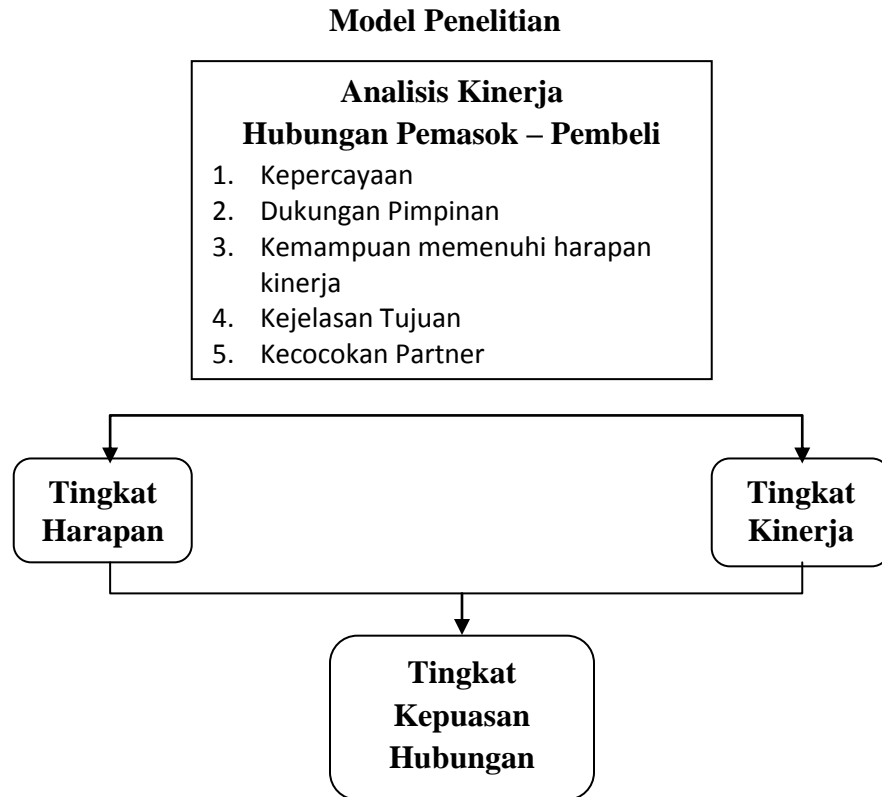 Model Penelitian
Analisis Kinerja
Hubungan Pemasok – Pembeli
1. Kepercayaan
2. Dukungan Pimpinan
3. Kemampuan memenuhi harapan
kinerja
4. Kejelasan Tujuan
5. Kecocokan Partner
Tingkat
Harapan
Tingkat
Kinerja
Tingkat
Kepuasan
Hubungan